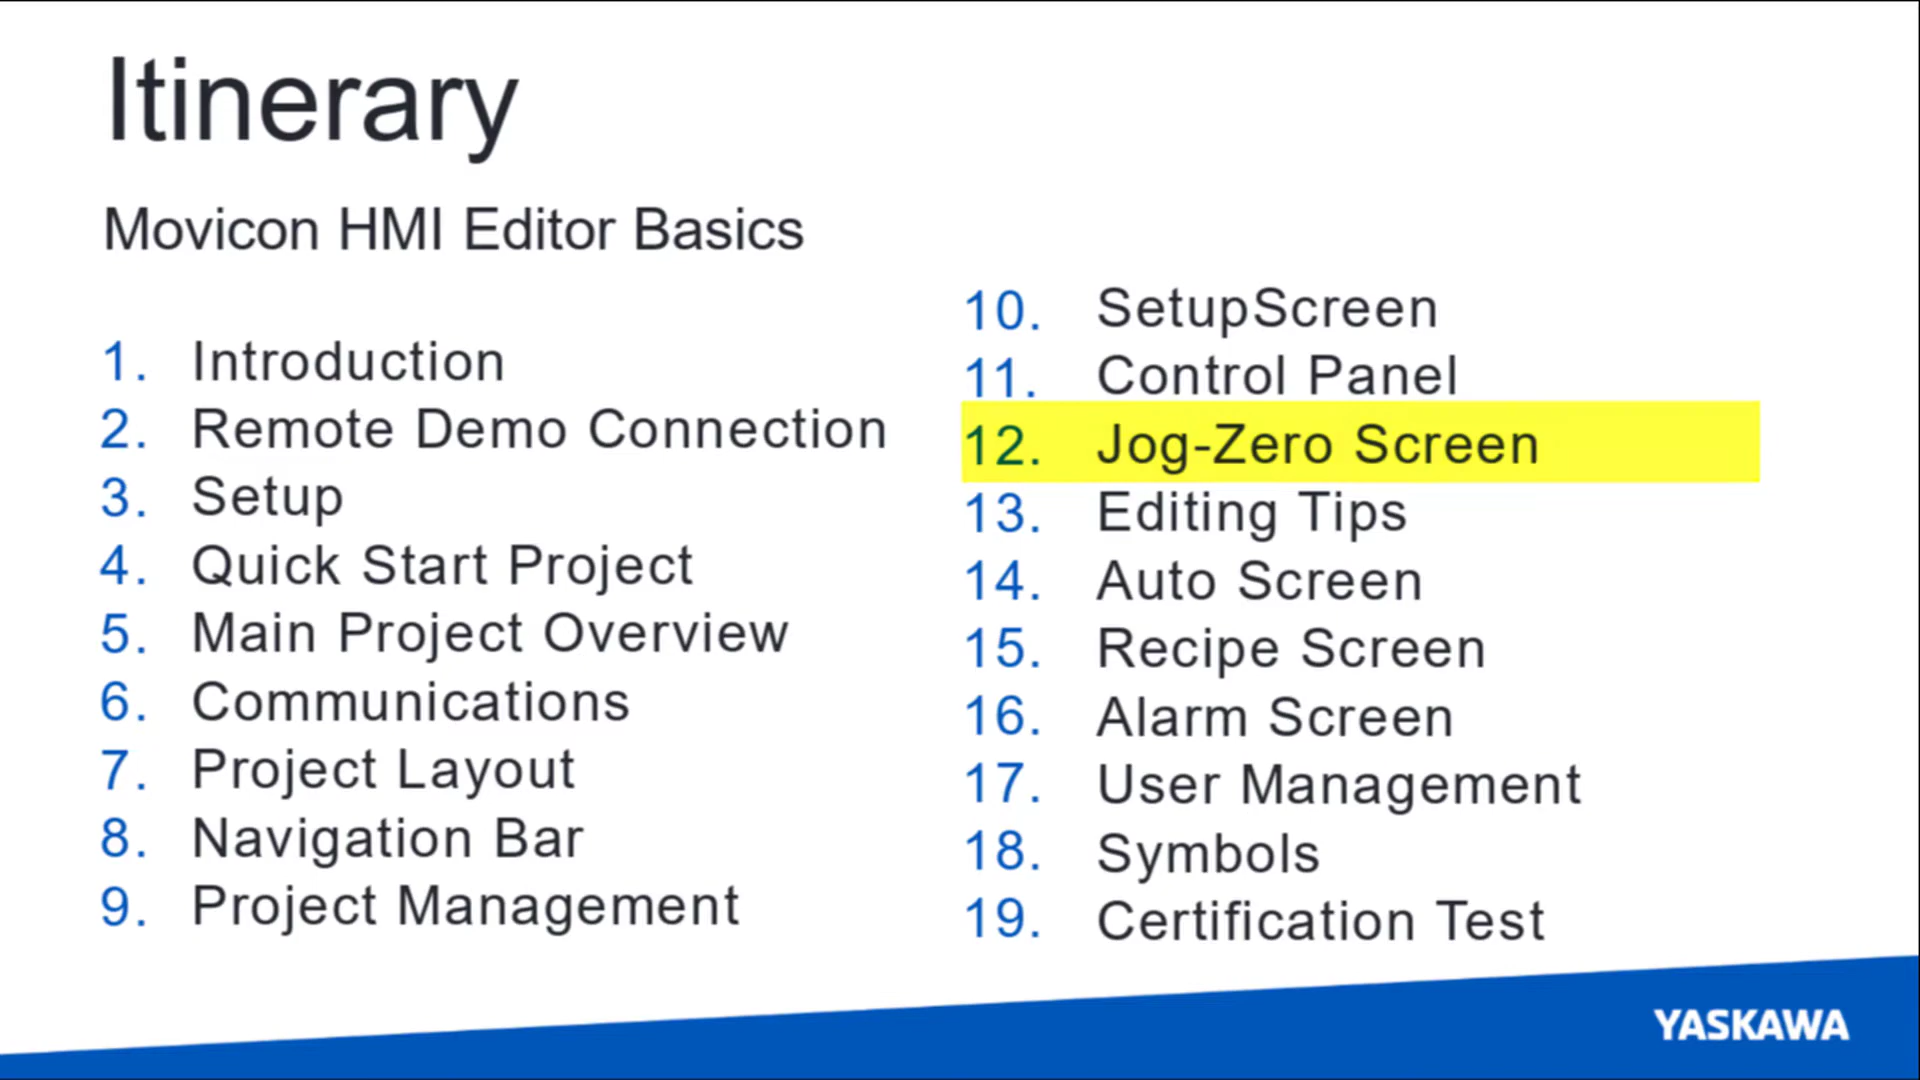 Itinerary
Movicon HMI Editor Basics
1. Introduction
2. Remote Demo Connection
3. Setup
4. Quick Start Project
5. Main Project Overview
6. Communications
7. Project Layout
8. Navigation Bar
9. Project Management
10. SetupScreen
11. Control Panel
12. Jog-Zero Screen
13. Editing Tips
14. Auto Screen
15. Recipe Screen
16. Alarm Screen
17. User Management
18. Symbols
19. Certification Test
YASKAWA